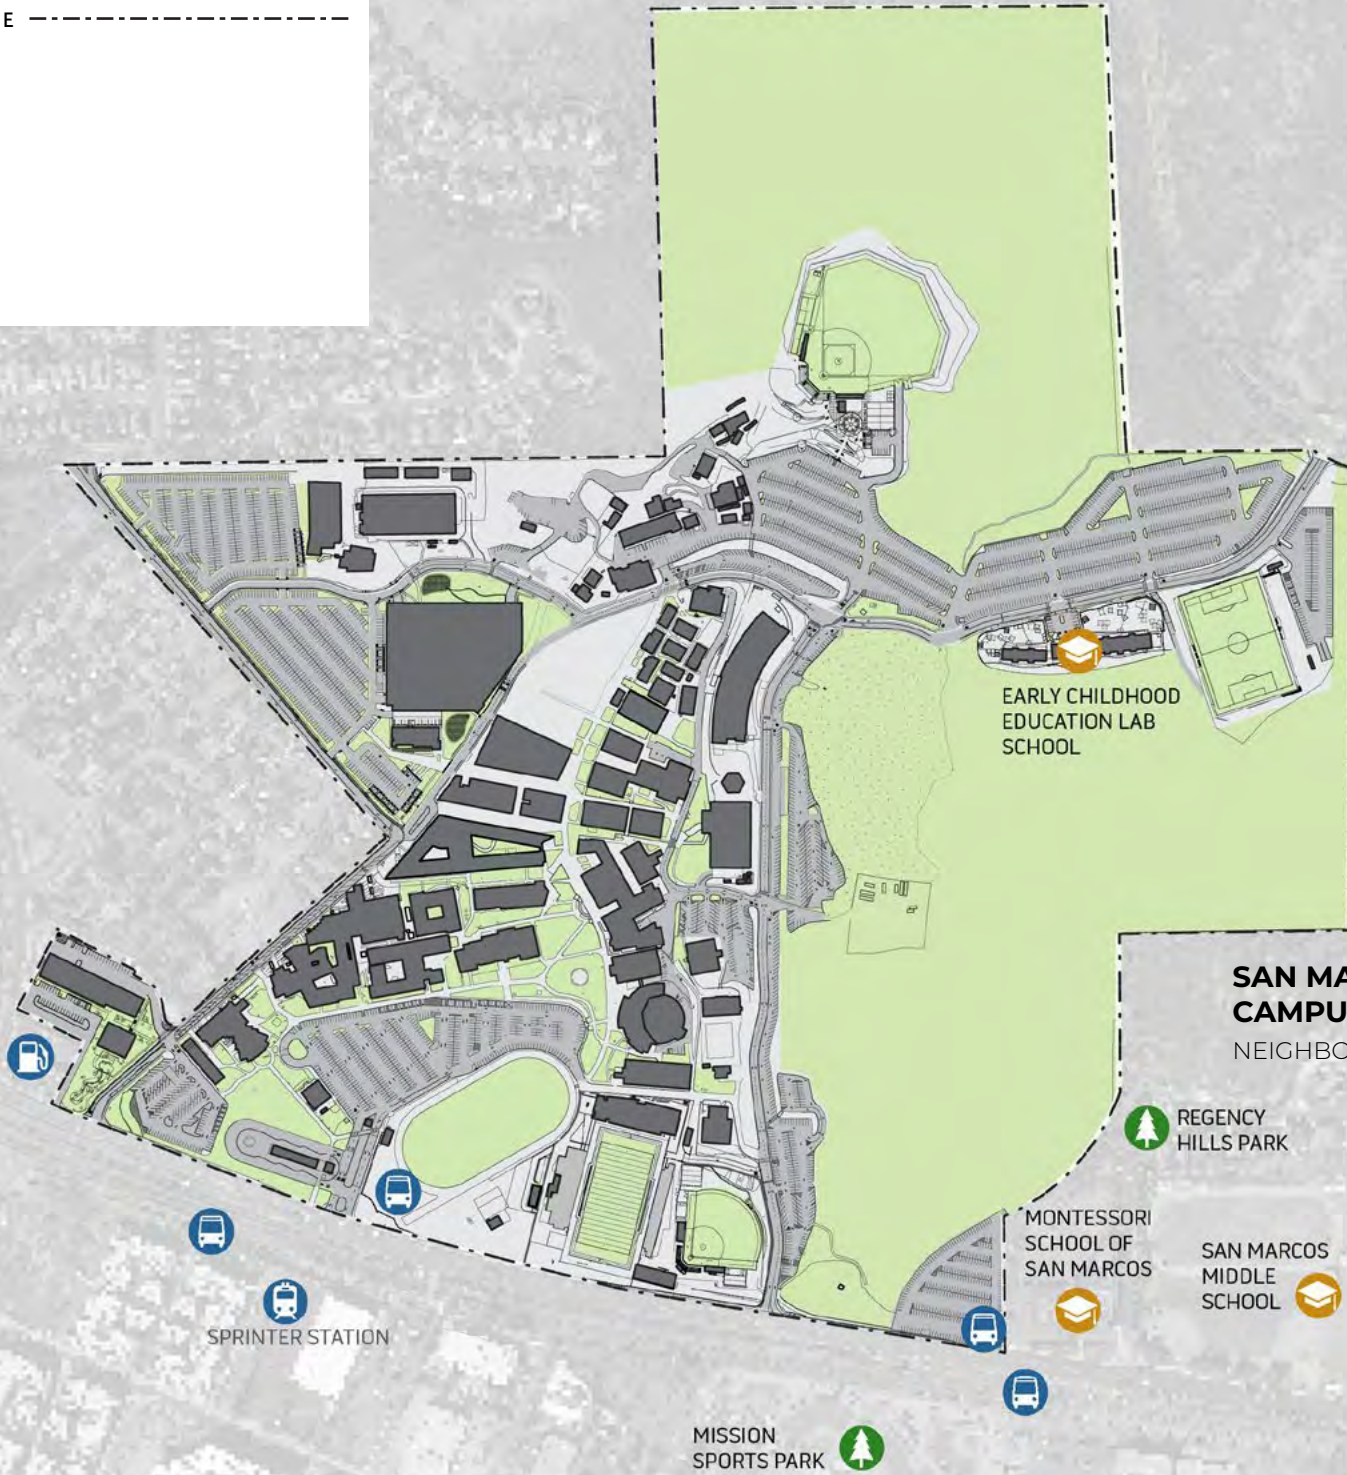 E
EARLY CHILDHOOD
EDUCATION LAB
SCHOOL
SAN MA
CAMPU
NEIGHBO
REGENCY
HILLS PARK
MONTESSORI
SCHOOL OF
SAN MARCOS
SAN MARCOS
MIDDLE
SCHOOL
SPRINTER STATION
MISSION
SPORTS PARK